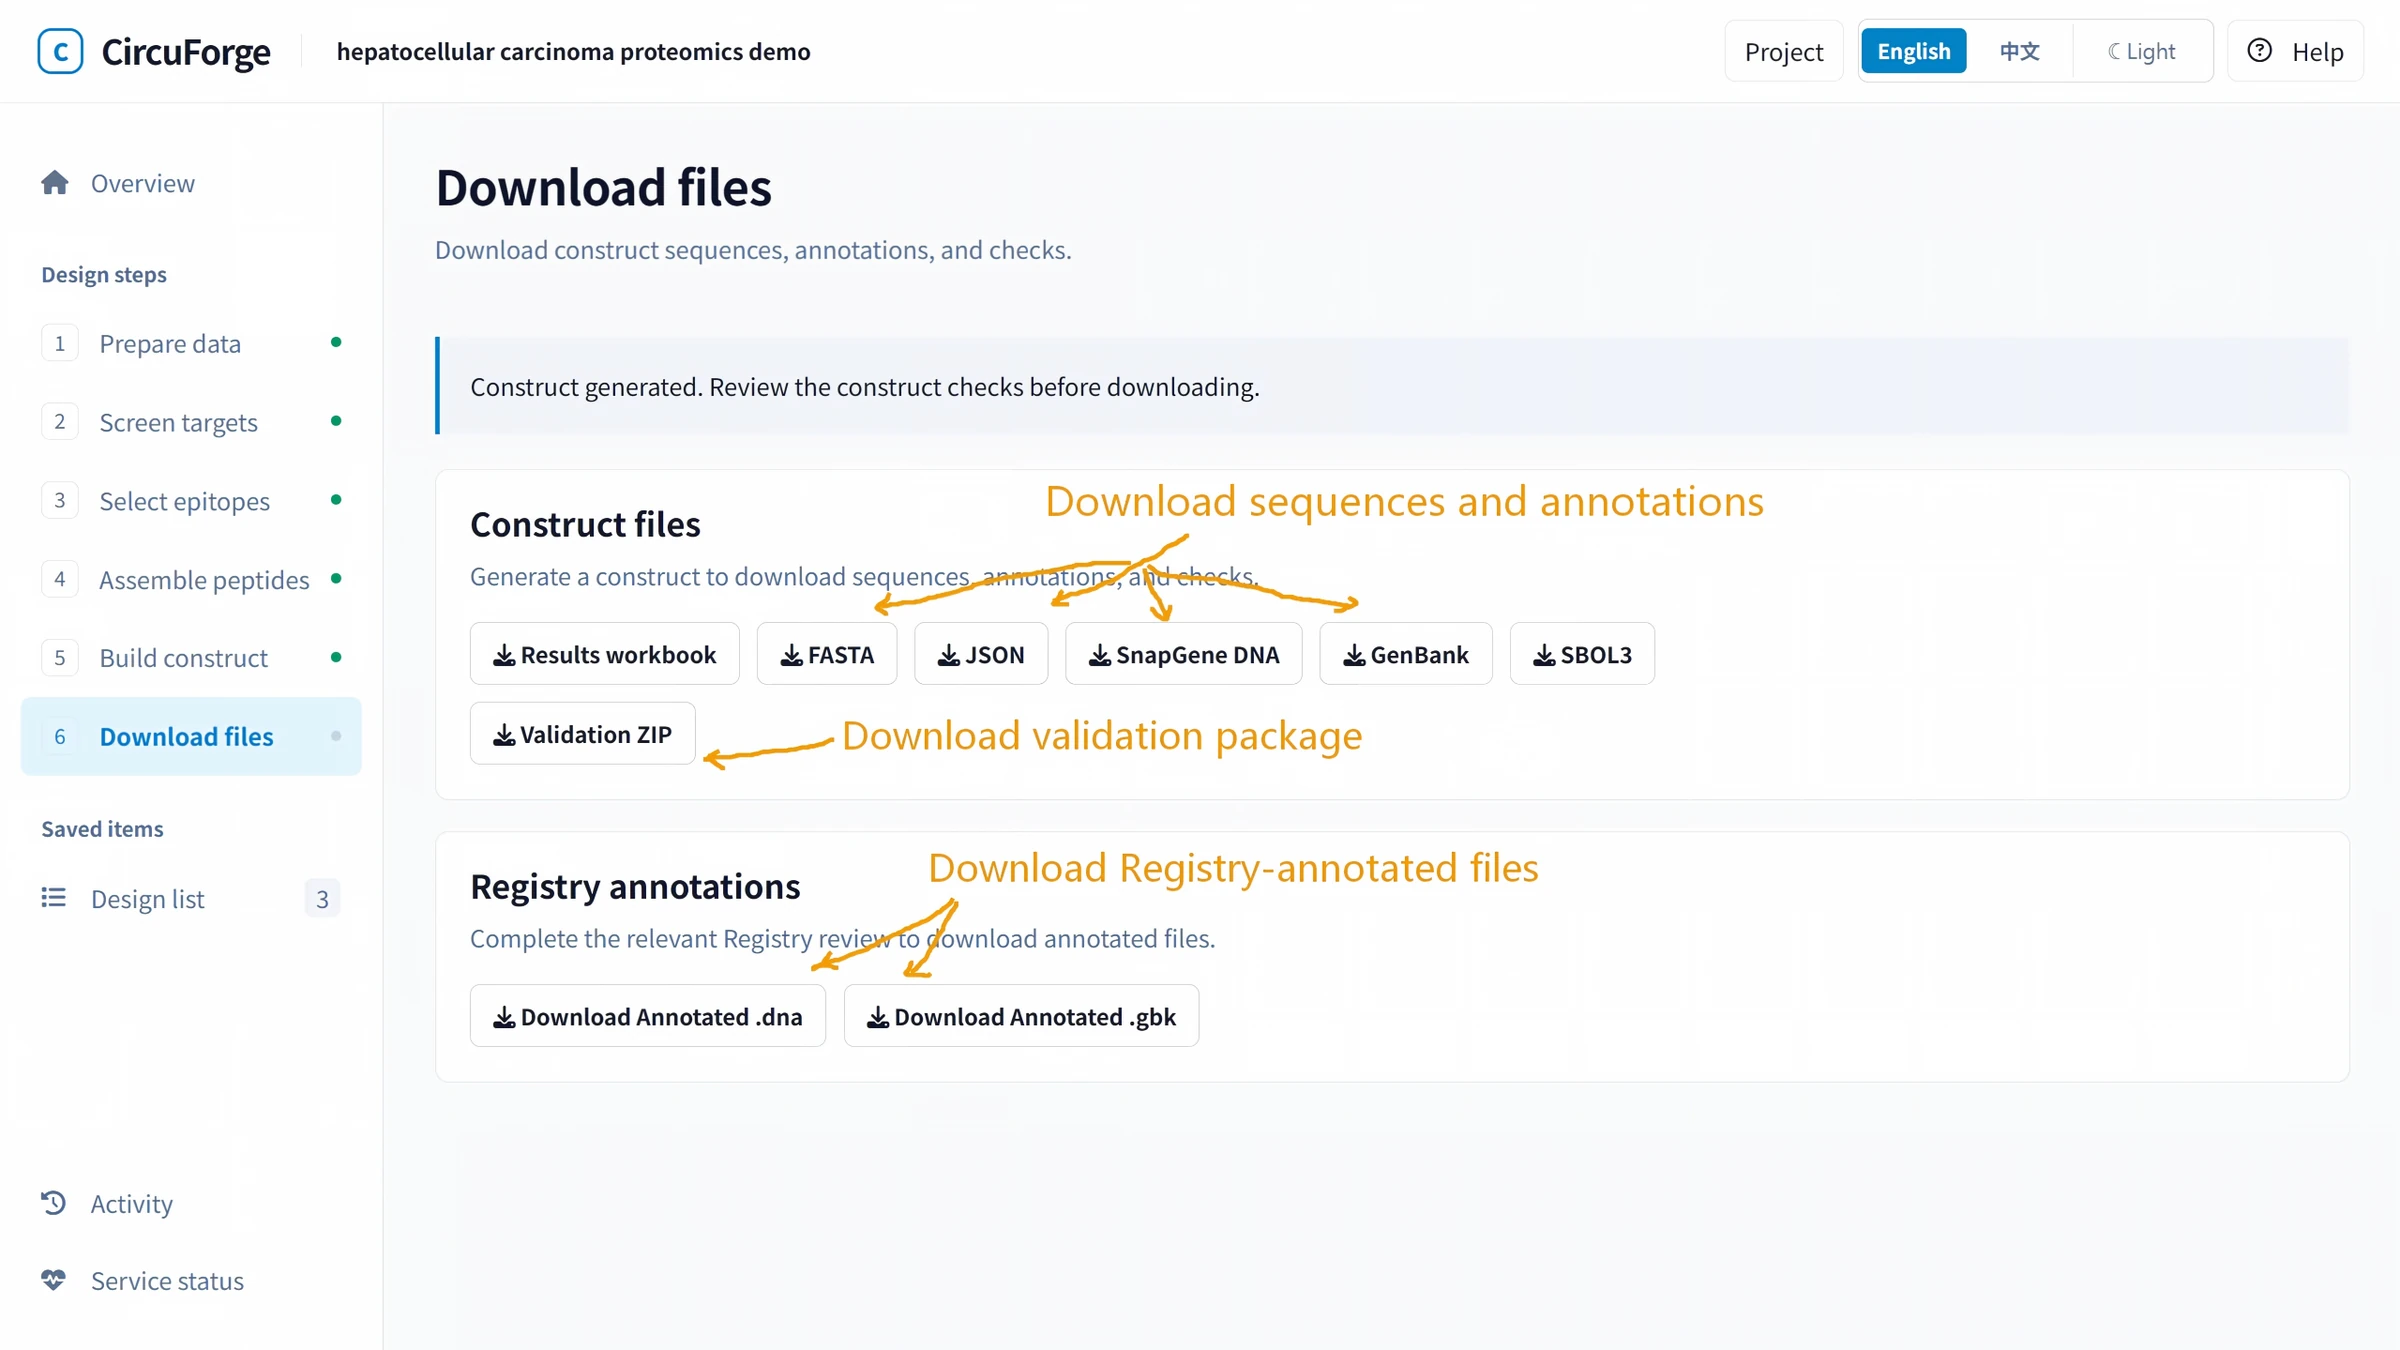 C CircuForge hepatocellular carcinoma proteomics demo Project English 中文 Light Help
Overview
Design steps
1 Prepare data
2 Screen targets
3 Select epitopes
4 Assemble peptides
5 Build construct
6 Download files
Saved items
Design list 3
Activity
Service status
Download files
Download construct sequences, annotations, and checks.
Construct generated. Review the construct checks before downloading.
Download sequences and annotations
Construct files
Generate a construct to download sequences, annotations, and checks.
Results workbook FASTA JSON SnapGene DNA GenBank SBOL3
Validation ZIP Download validation package
Download Registry-annotated files
Registry annotations
Complete the relevant Registry review to download annotated files.
Download Annotated .dna Download Annotated .gbk